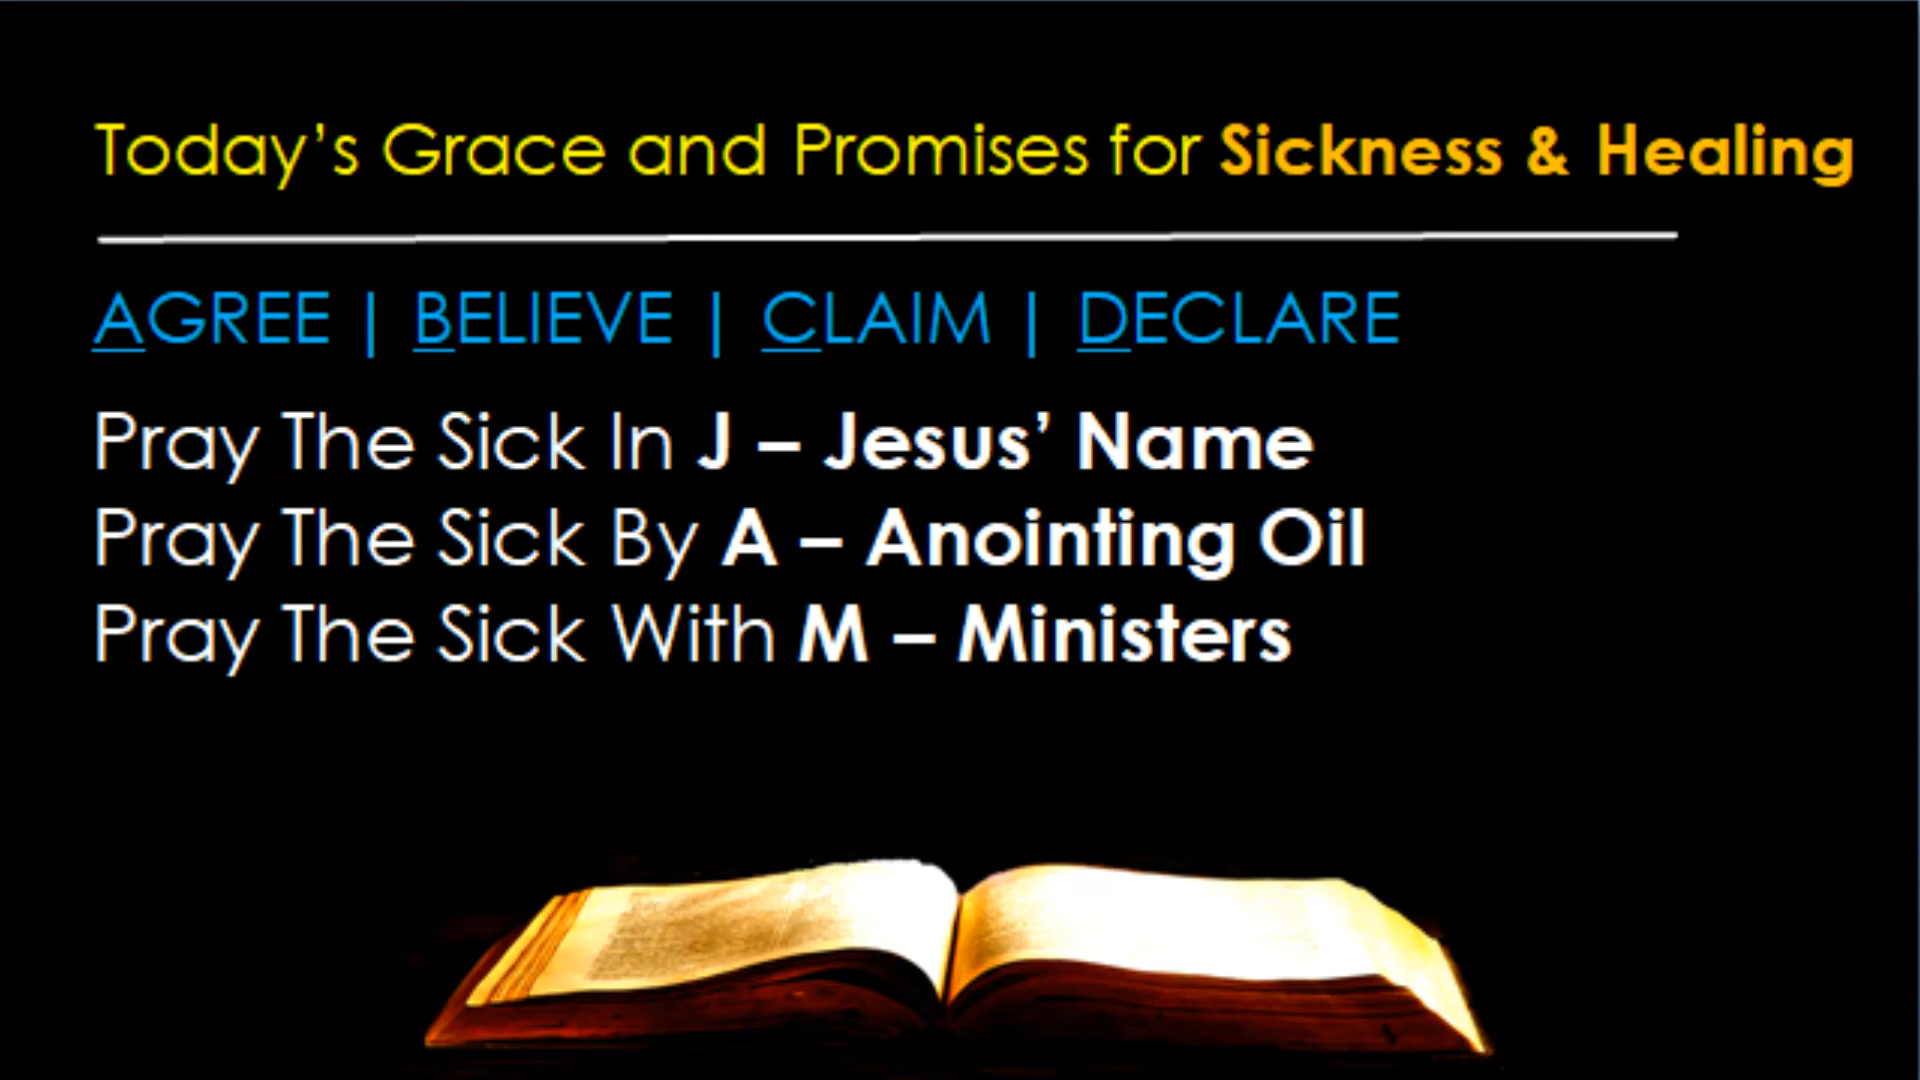 Today’s Grace and Promises for Sickness & Healing
AGREE | BELIEVE | CLAIM | DECLARE
Pray The Sick In J – Jesus’ Name
Pray The Sick By A – Anointing Oil
Pray The Sick With M – Ministers